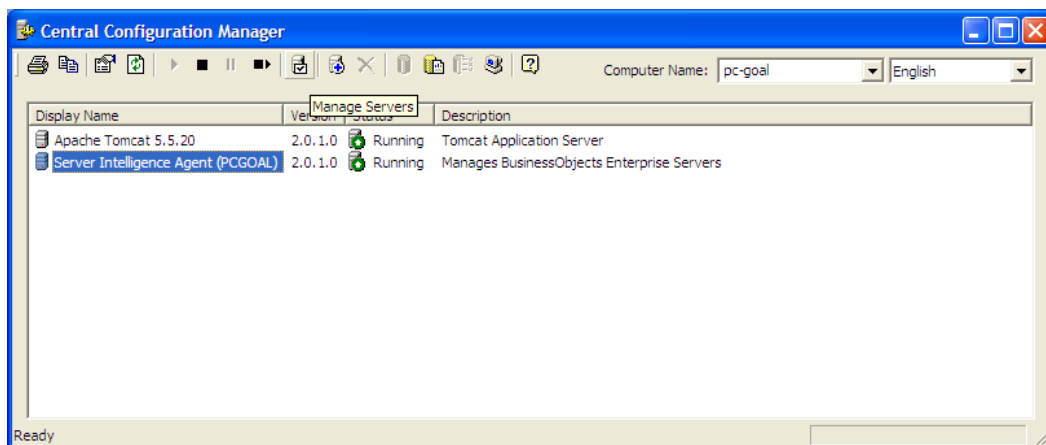 Central Configuration Manager
Computer Name: pc-goal English
Manage Servers
Display Name Version Status Description
Apache Tomcat 5.5.20 2.0.1.0 Running Tomcat Application Server
Server Intelligence Agent (PCGOAL) 2.0.1.0 Running Manages BusinessObjects Enterprise Servers
Ready